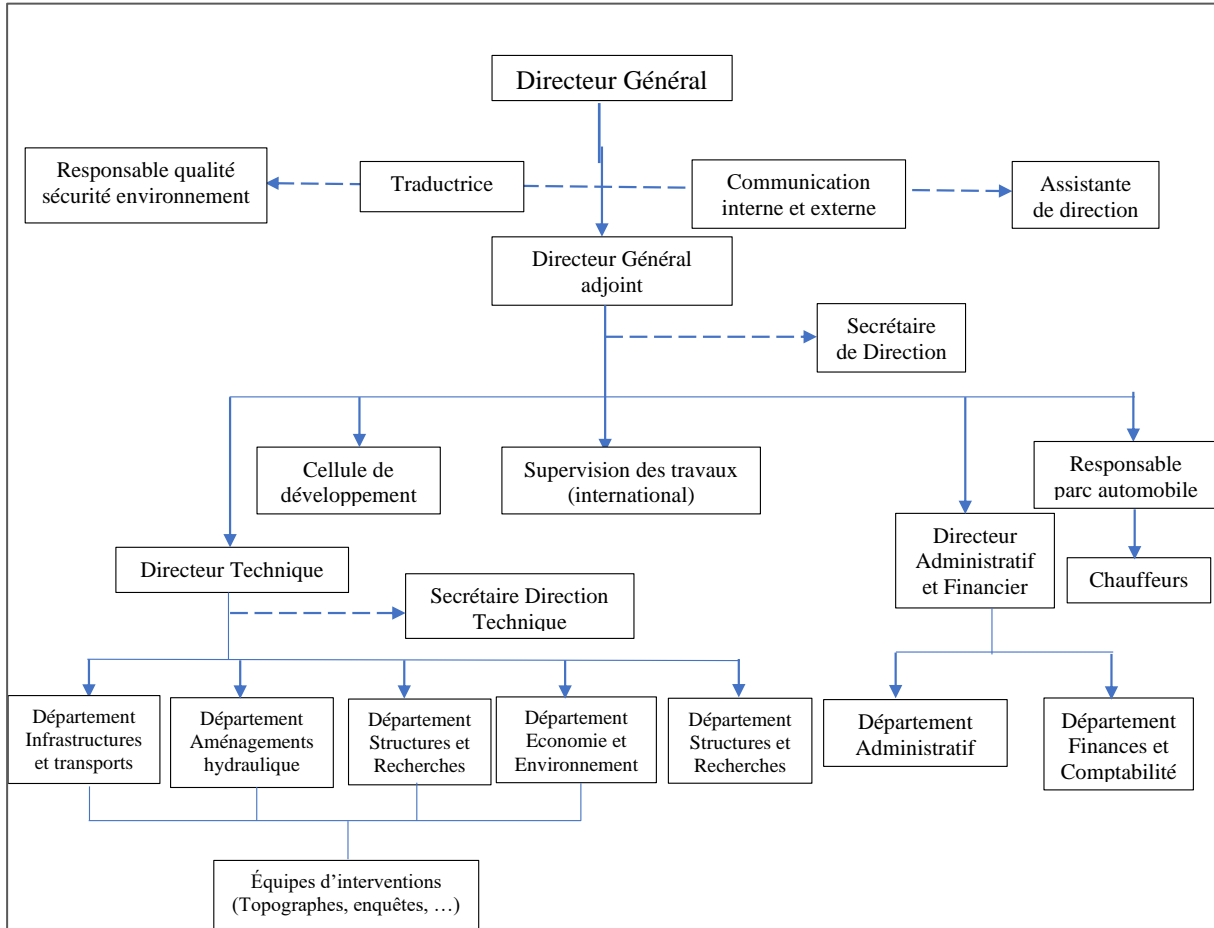 Directeur Général
Responsable qualité
sécurité environnement
Traductrice
Communication
interne et externe
Assistante
de direction
Directeur Général
adjoint
Secrétaire
de Direction
Cellule de
développement
Supervision des travaux
(international)
Responsable
parc automobile
Directeur Technique
Secrétaire Direction
Technique
Directeur
Administratif
et Financier
Chauffeurs
Département
Infrastructures
et transports
Département
Aménagements
hydraulique
Département
Structures et
Recherches
Département
Economie et
Environnement
Département
Structures et
Recherches
Département
Administratif
Département
Finances et
Comptabilité
Équipes d’interventions
(Topographes, enquêtes, …)